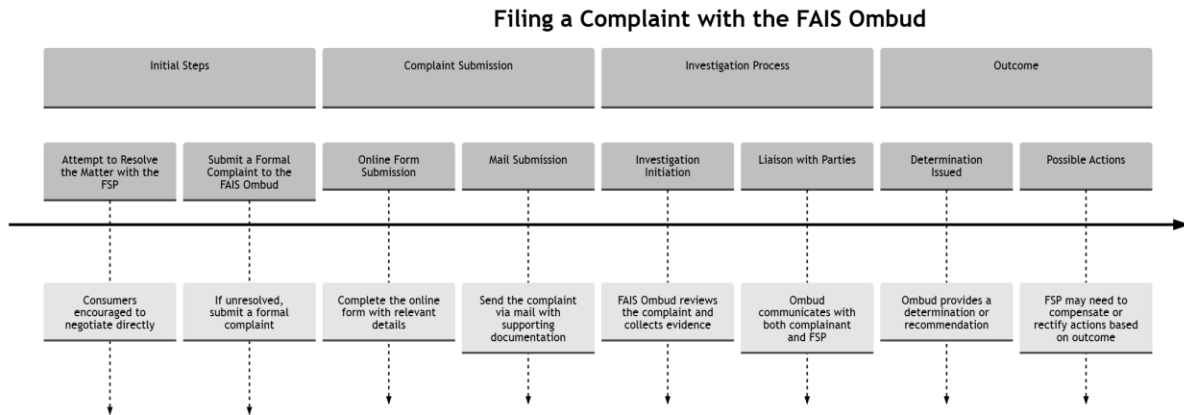 Filing a Complaint with the FAIS Ombud
Initial Steps
Complaint Submission
Investigation Process
Outcome
Attempt to Resolve
the Matter with the
FSP
Submit a Formal
Complaint to the
FAIS Ombud
Online Form
Submission
Mail Submission
Investigation
Initiation
Liaison with Parties
Determination
Issued
Possible Actions
Consumers
encouraged to
negotiate directly
If unresolved,
submit a formal
complaint
Complete the online
form with relevant
details
Send the complaint
via mail with
supporting
documentation
FAIS Ombud reviews
the complaint and
collects evidence
Ombud
communicates with
both complainant
and FSP
Ombud provides a
determination or
recommendation
FSP may need to
compensate or
rectify actions based
on outcome